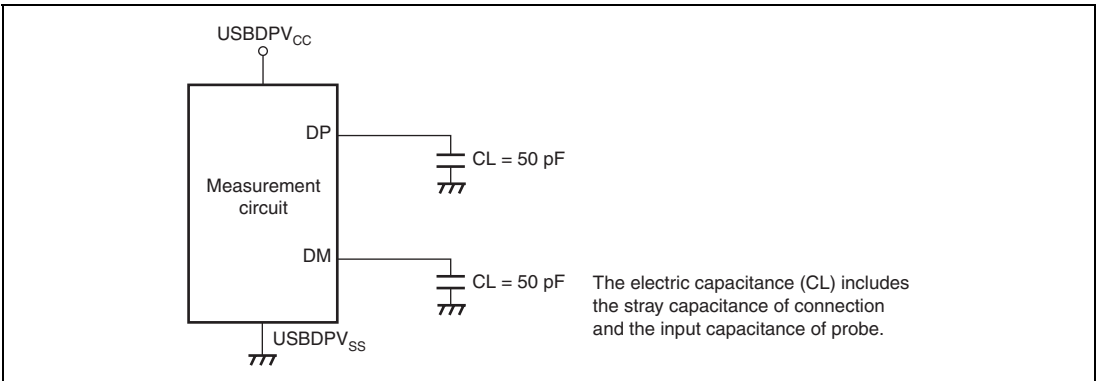 USBDPVCC
DP
CL = 50 pF
Measurement
circuit
DM
CL = 50 pF
The electric capacitance (CL) includes
the stray capacitance of connection
and the input capacitance of probe.
USBDPVSS